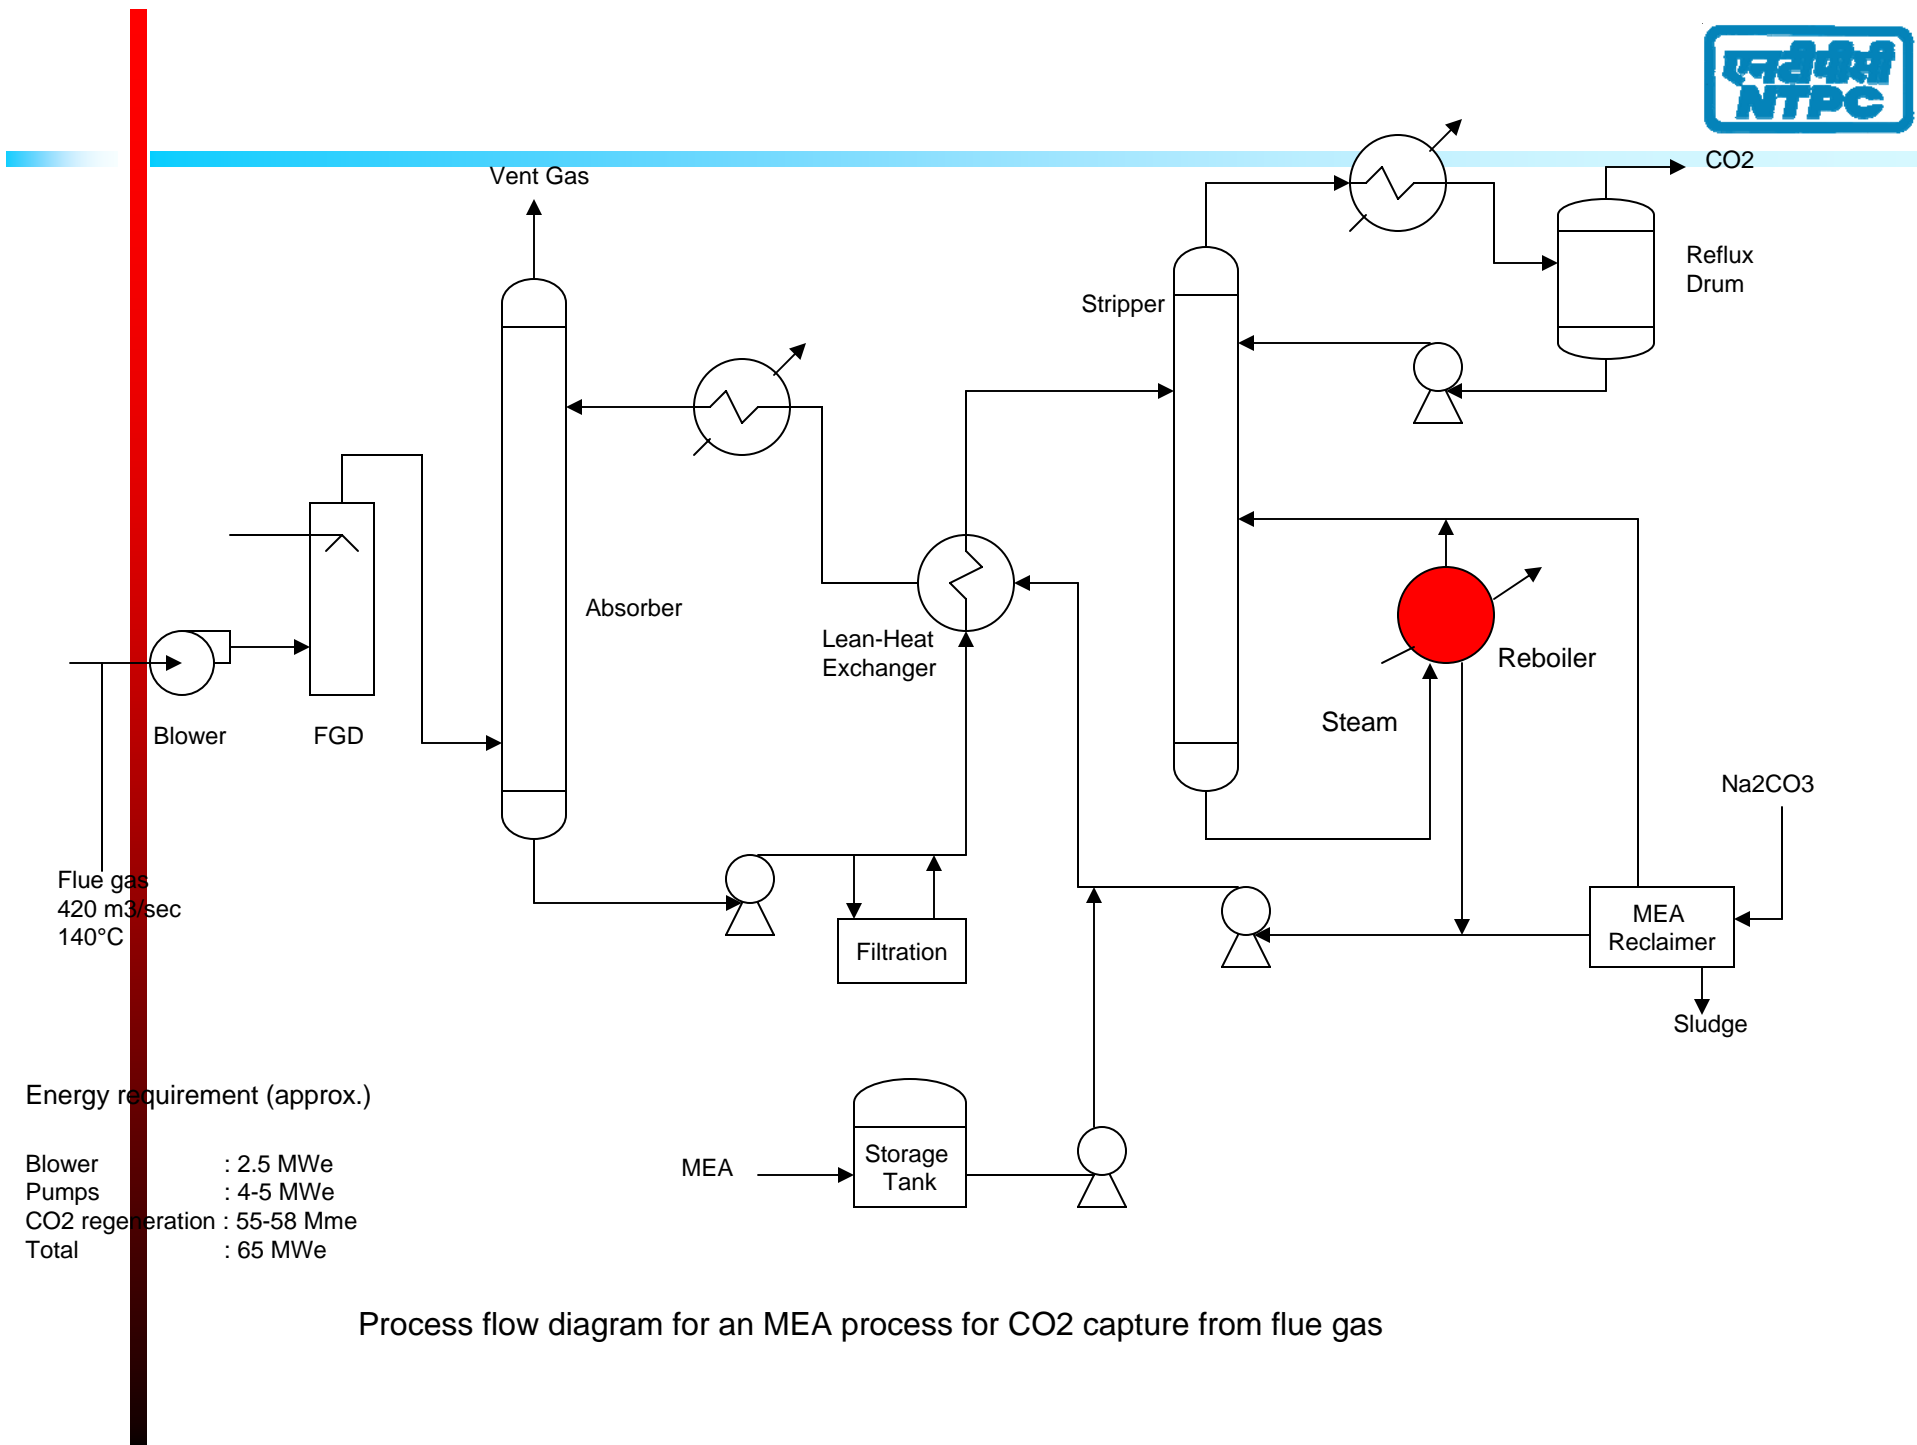 एनटीपीसी
NTPC
CO2
Vent Gas
Reflux
Drum
Stripper
Absorber
Lean-Heat
Exchanger
Reboiler
Steam
Blower
FGD
Na2CO3
Flue gas
420 m3/sec
140°C
MEA
Reclaimer
Filtration
Sludge
Energy requirement (approx.)
Blower : 2.5 MWe
Pumps : 4-5 MWe
CO2 regeneration : 55-58 Mme
Total : 65 MWe
MEA
Storage
Tank
Process flow diagram for an MEA process for CO2 capture from flue gas